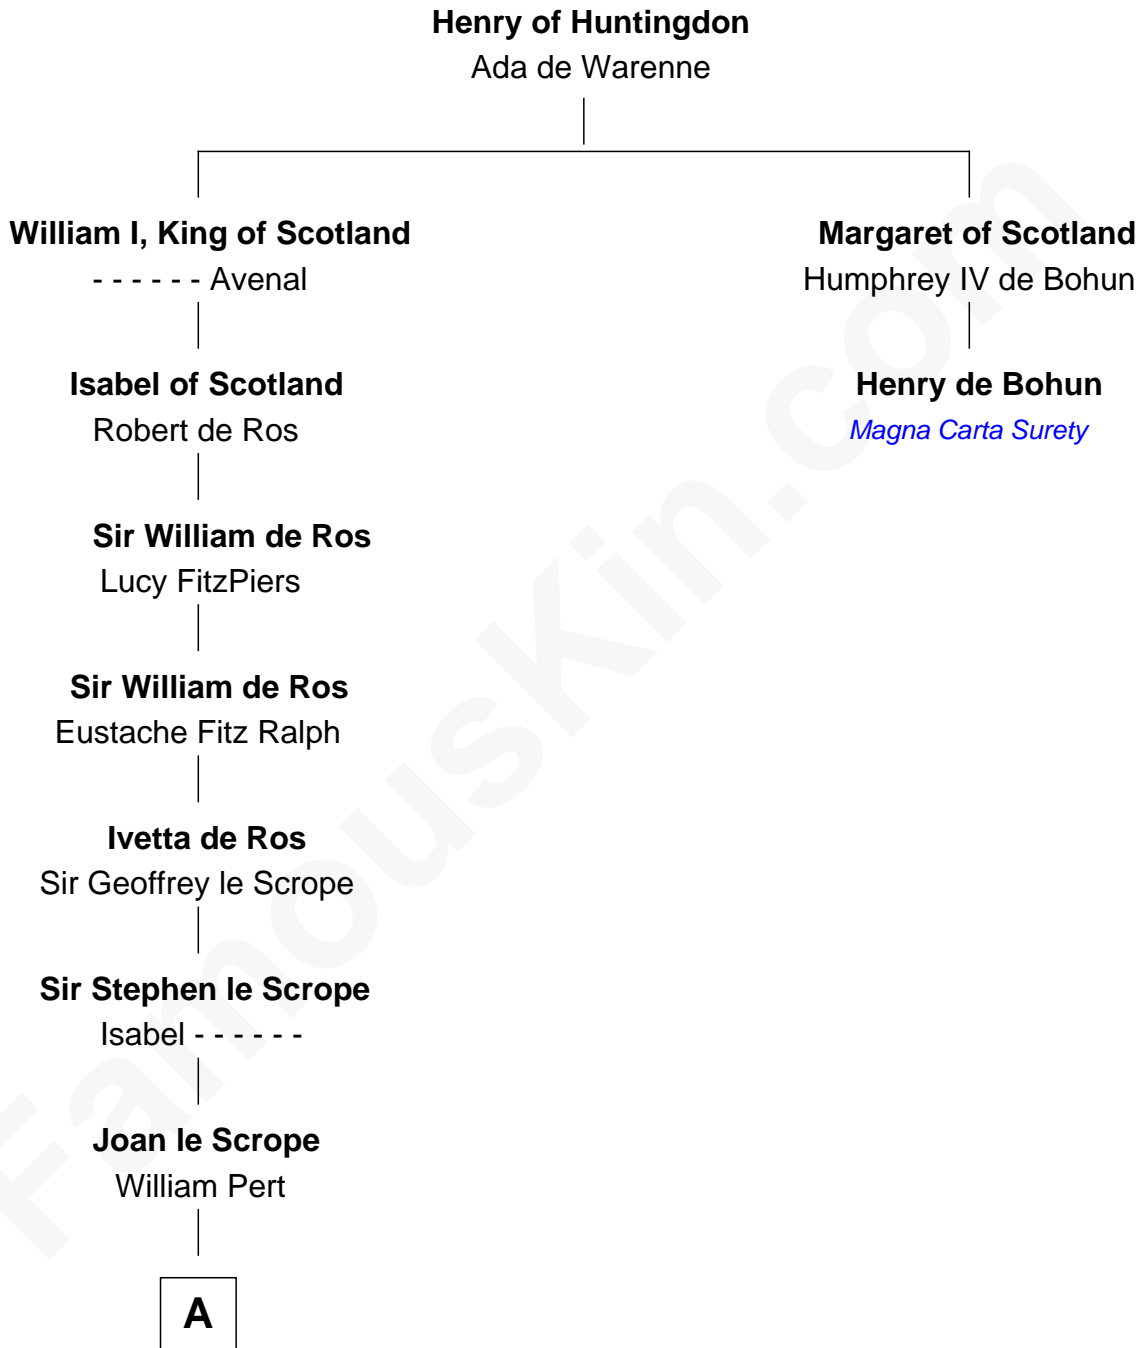 Henry of Huntingdon
Ada de Warenne
William I, King of Scotland
- - - - - - Avenal
Margaret of Scotland
Humphrey IV de Bohun
Isabel of Scotland
Robert de Ros
Henry de Bohun
Magna Carta Surety
Sir William de Ros
Lucy FitzPiers
Sir William de Ros
Eustache Fitz Ralph
Ivetta de Ros
Sir Geoffrey le Scrope
Sir Stephen le Scrope
Isabel - - - - - -
Joan le Scrope
William Pert
A
FamousKin.com